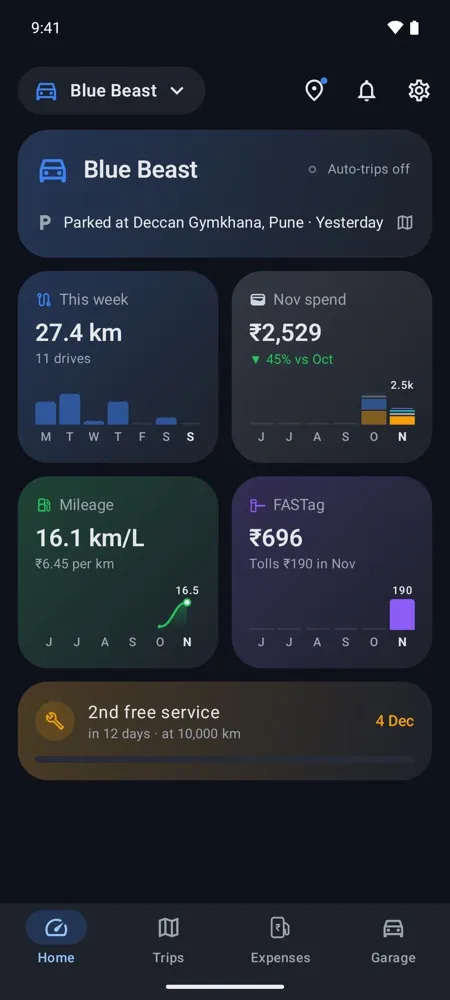 9:41
Blue Beast
Blue Beast
Auto-trips off
P Parked at Deccan Gymkhana, Pune · Yesterday
This week
27.4 km
11 drives
M T W T F S S
Nov spend
₹2,529
▼ 45% vs Oct
2.5k
J J A S O N
Mileage
16.1 km/L
₹6.45 per km
16.5
J J A S O N
FASTag
₹696
Tolls ₹190 in Nov
190
J J A S O N
2nd free service
in 12 days · at 10,000 km
4 Dec
₹
Home Trips Expenses Garage